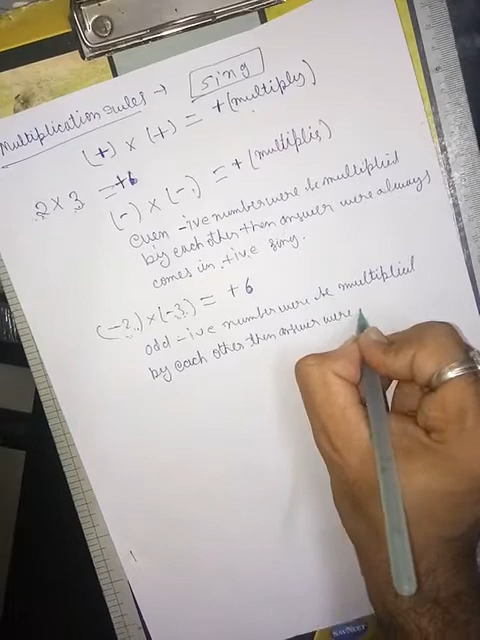 Multiplication rules → sing
(+) × (+) = + (multiply)
2 × 3 = +6
(-) × (-) = + (multiplis)
even -ive number were be multiplied
by each other then answer were always
comes in +ive sing.
(-2) × (-3) = +6
odd -ive number were be multiplied
by each other then answer were